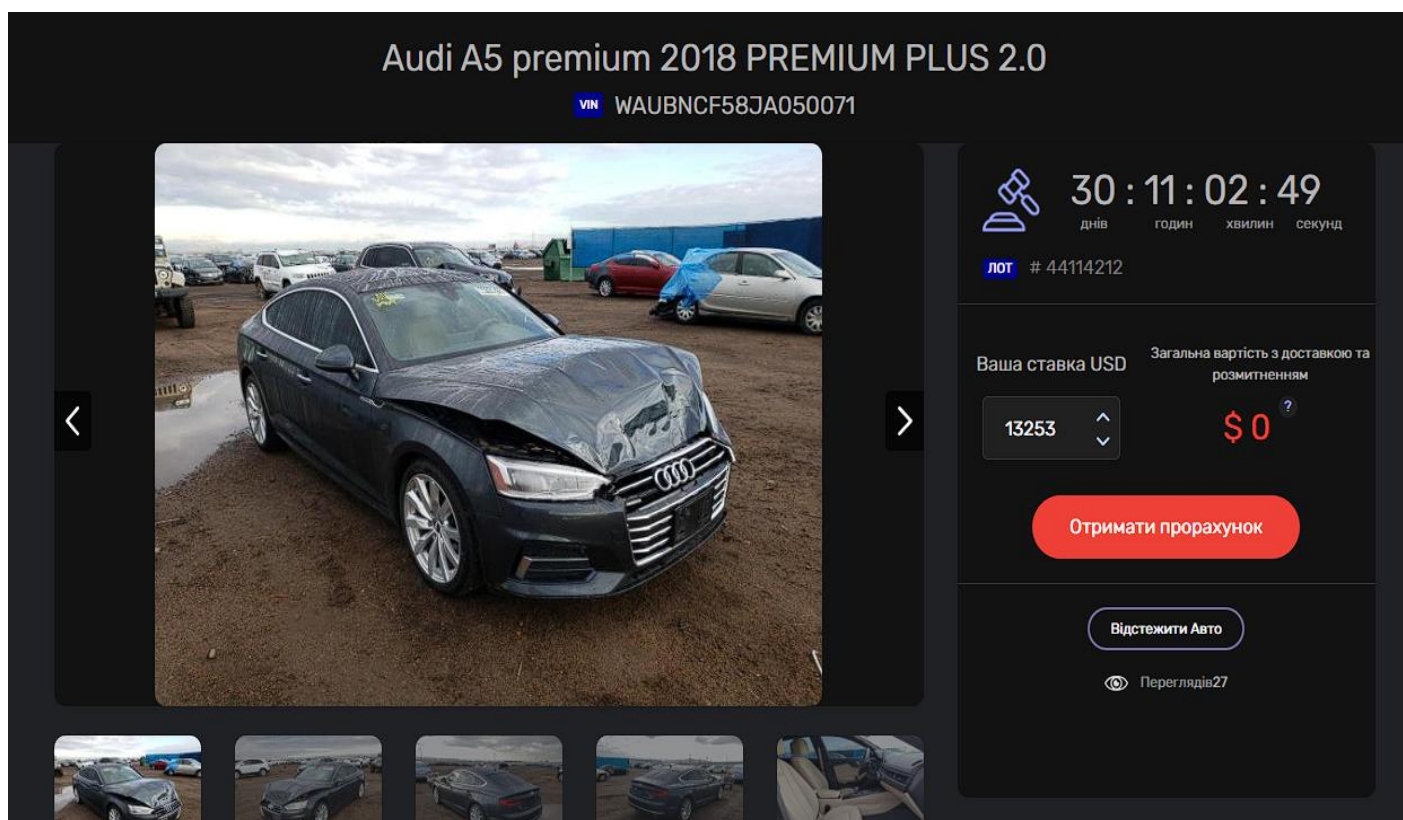 Audi A5 premium 2018 PREMIUM PLUS 2.0
VIN WAUBNCF58JA050071
30 : 11 : 02 : 49
днів годин хвилин секунд
ЛОТ # 44114212
Ваша ставка USD
Загальна вартість з доставкою та
розмитненням
13253
$ 0 ?
Отримати прорахунок
Відстежити Авто
Переглядів27